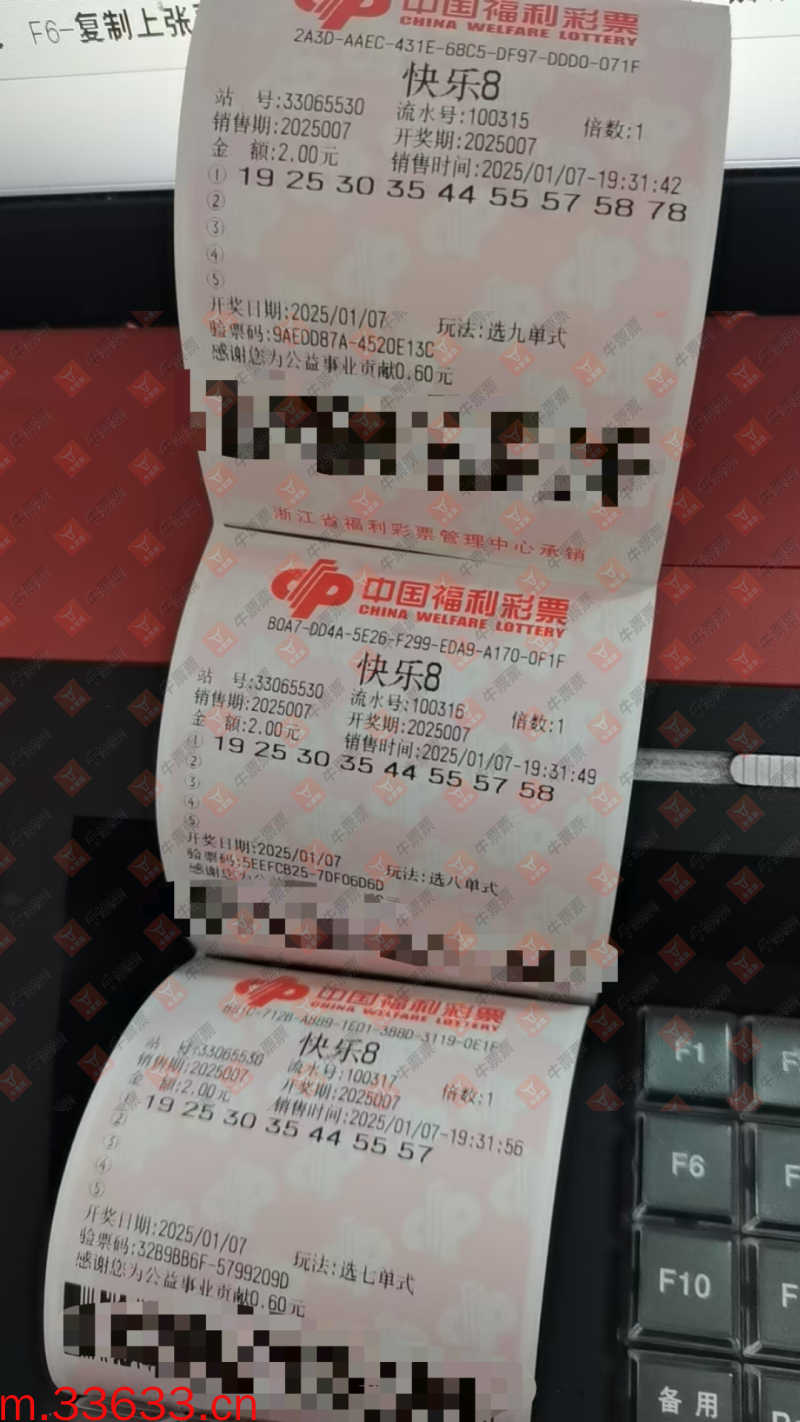 F6-复制上张
中国福利彩票
CHINA WELFARE LOTTERY
2A3D-AAEC-431E-68C5-DF97-DDD0-071F
快乐8
站 号:33065530 流水号:100315 倍数:1
销售期:2025007 开奖期:2025007
金 额:2.00元 销售时间:2025/01/07-19:31:42
① 19 25 30 35 44 55 57 58 78
②
③
④
⑤
开奖日期:2025/01/07 玩法:选九单式
验票码:9AEDD87A-4520E13C
感谢您为公益事业贡献0.60元
浙江省福利彩票管理中心承销
中国福利彩票
CHINA WELFARE LOTTERY
B0A7-DD4A-5E26-F299-EDA9-A170-0F1F
快乐8
站 号:33065530 流水号:100316 倍数:1
销售期:2025007 开奖期:2025007
金 额:2.00元 销售时间:2025/01/07-19:31:49
① 19 25 30 35 44 55 57 58
②
③
④
⑤
开奖日期:2025/01/07 玩法:选八单式
验票码:5EEFCB25-7DF06D6D
感谢您为公
中国福利彩票
CHINA WELFARE LOTTERY
快乐8
站 号:33065530 流水号:100317 倍数:1
销售期:2025007 开奖期:2025007
金 额:2.00元 销售时间:2025/01/07-19:31:56
① 19 25 30 35 44 55 57
②
③
④
⑤
开奖日期:2025/01/07 玩法:选七单式
验票码:32B9BB6F-5799209D
感谢您为公益事业贡献0.60元
F1
F6
F10
备用
牛票票
m.33633.cn